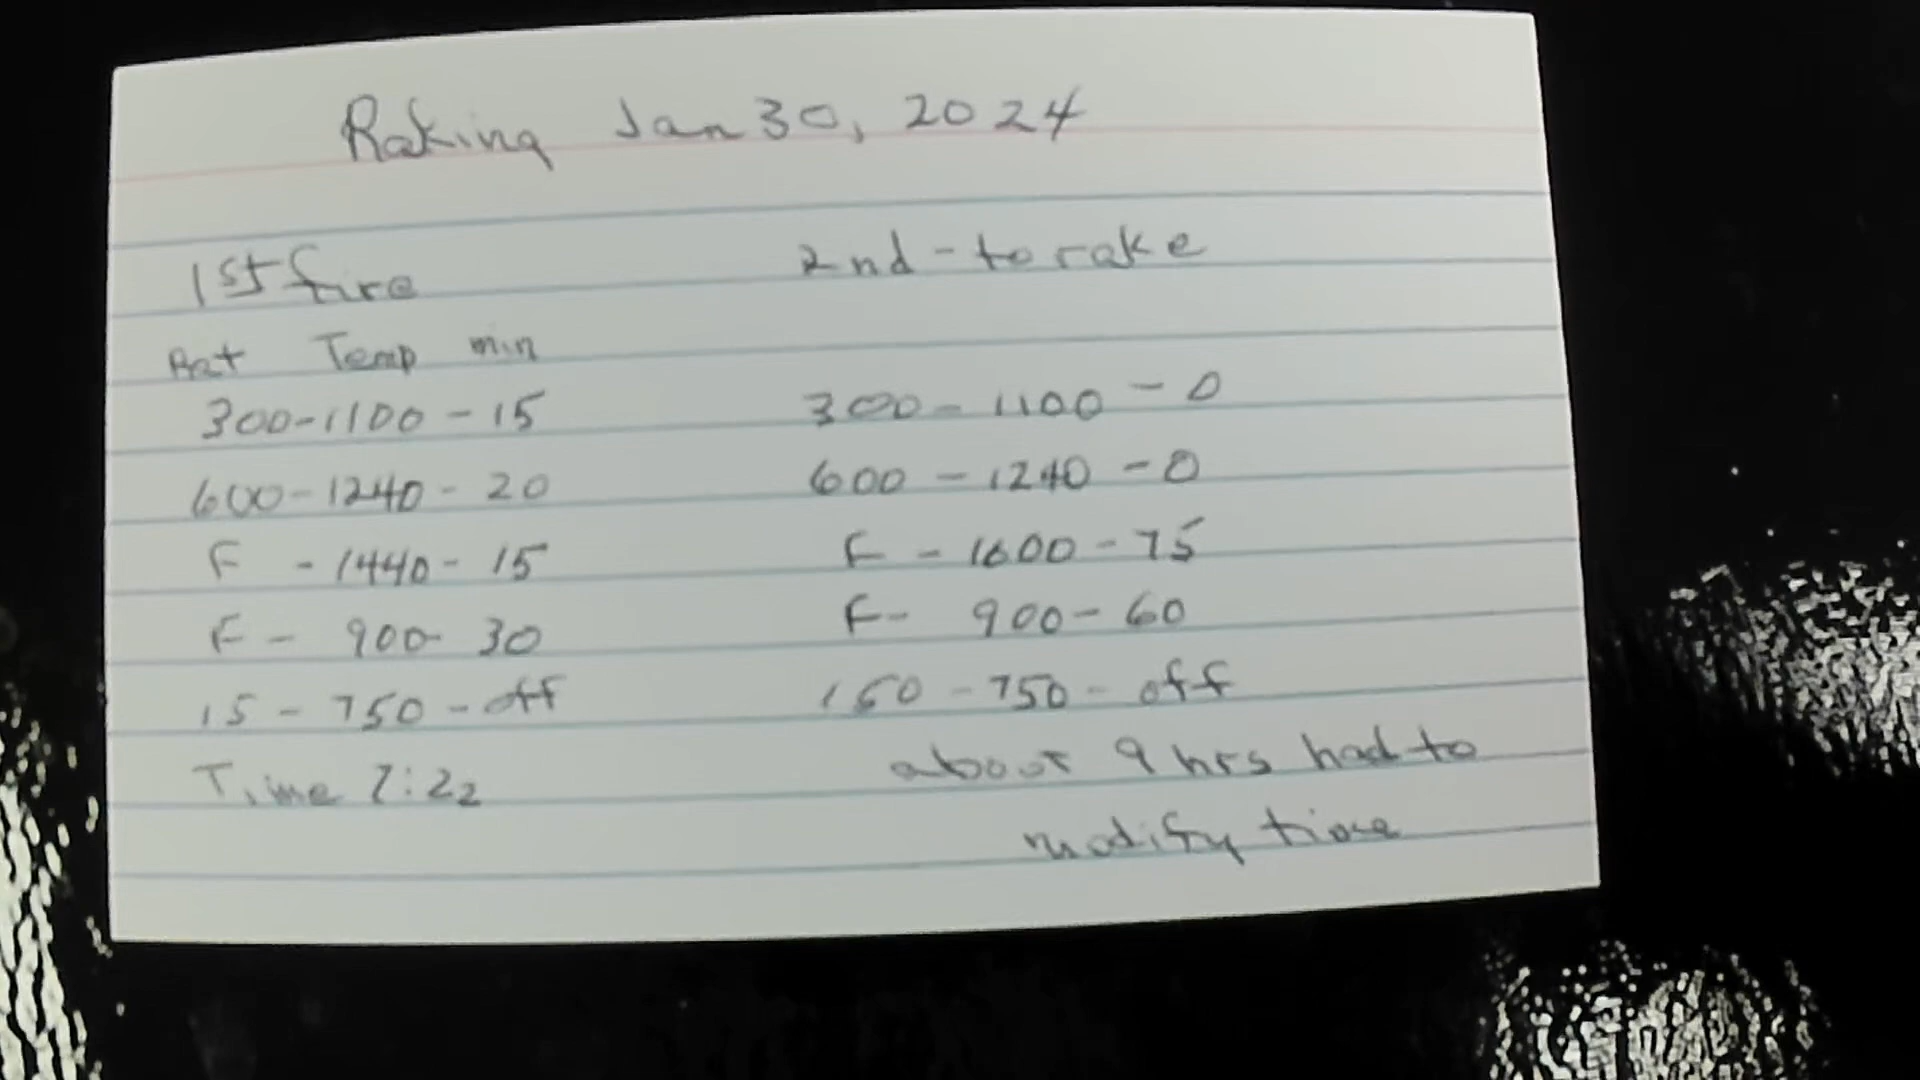 Raking Jan 30, 2024
1st fire 2nd - to rake
Rat Temp min
300-1100-15 300-1100-0
600-1240-20 600-1240-0
F -1440-15 F-1600-75
F- 900-30 F- 900-60
15-750-off 150-750-off
Time 7:22 about 9 hrs had to
modify time